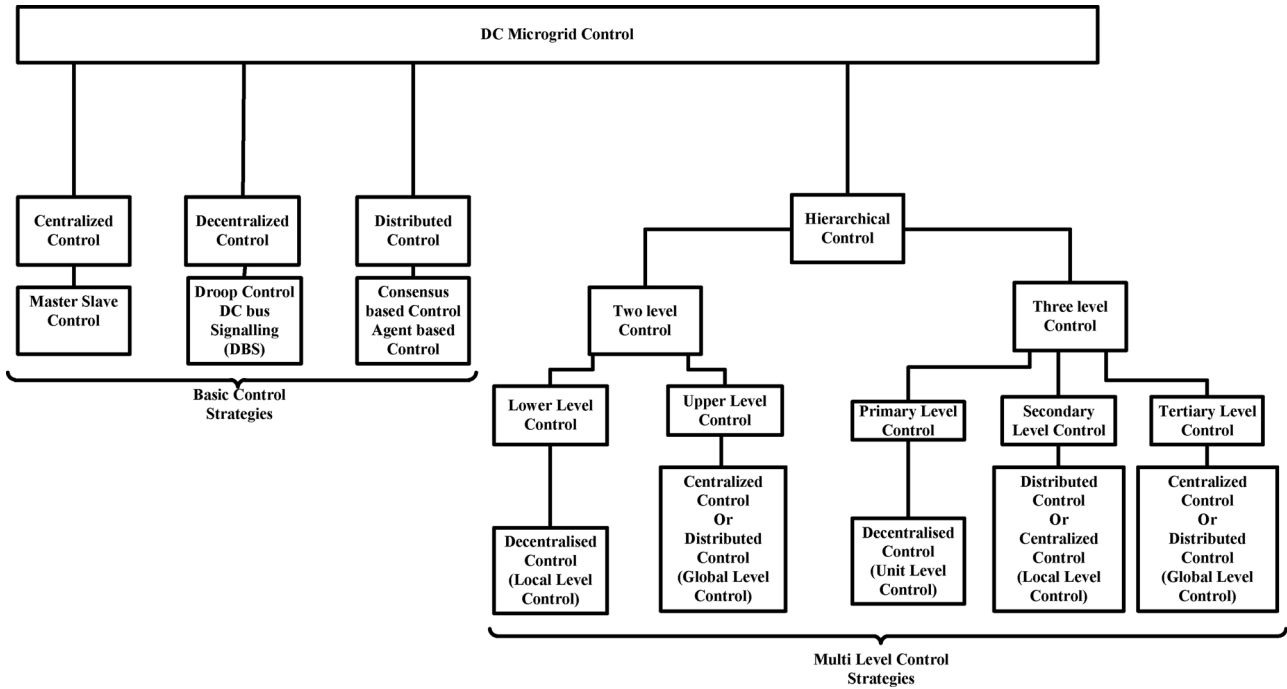 DC Microgrid Control
Centralized
Control
Decentralized
Control
Distributed
Control
Hierarchical
Control
Master Slave
Control
Droop Control
DC bus
Signalling
(DBS)
Consensus
based Control
Agent based
Control
Two level
Control
Three level
Control
Basic Control
Strategies
Lower Level
Control
Upper Level
Control
Primary Level
Control
Secondary
Level Control
Tertiary Level
Control
Decentralised
Control
(Local Level
Control)
Centralized
Control
Or
Distributed
Control
(Global Level
Control)
Decentralised
Control
(Unit Level
Control)
Distributed
Control
Or
Centralized
Control
(Local Level
Control)
Centralized
Control
Or
Distributed
Control
(Global Level
Control)
Multi Level Control
Strategies